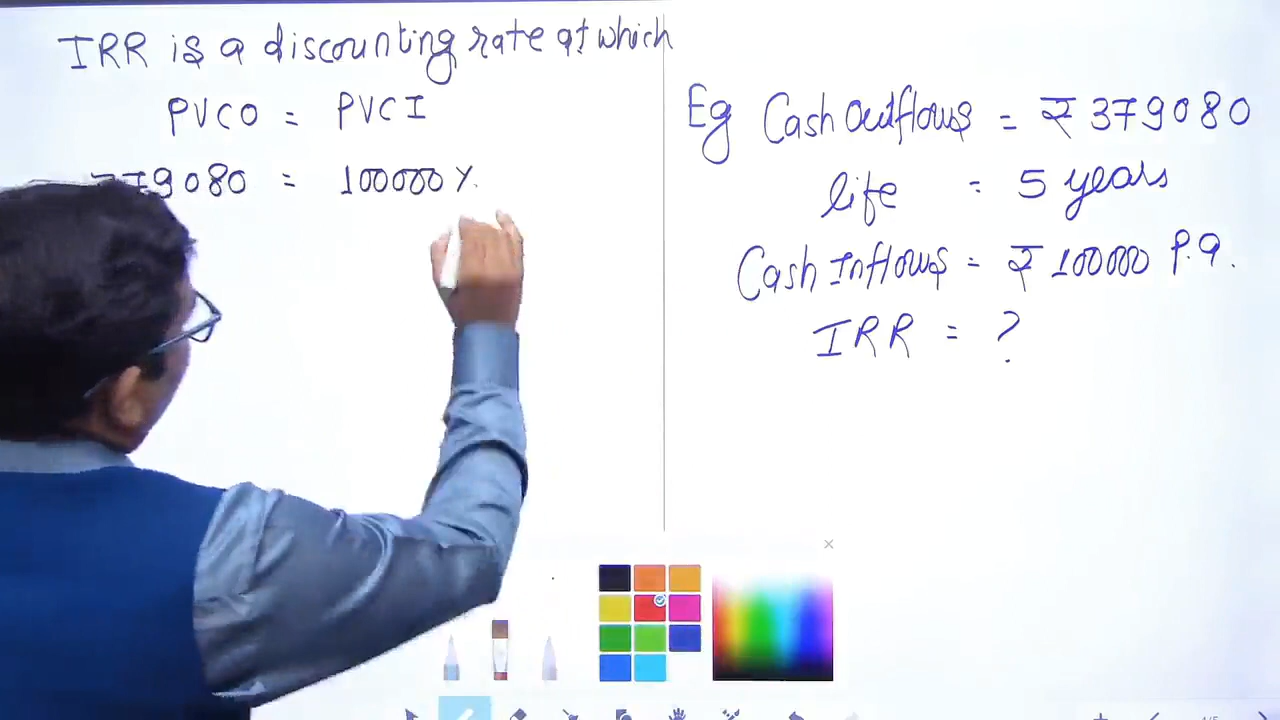 IRR is a discounting rate at which
PVCO = PVCI
379080 = 100000 x
Eg Cash Outflows = ₹ 379080
life = 5 years
Cash Inflows = ₹ 100000 P.a.
IRR = ?